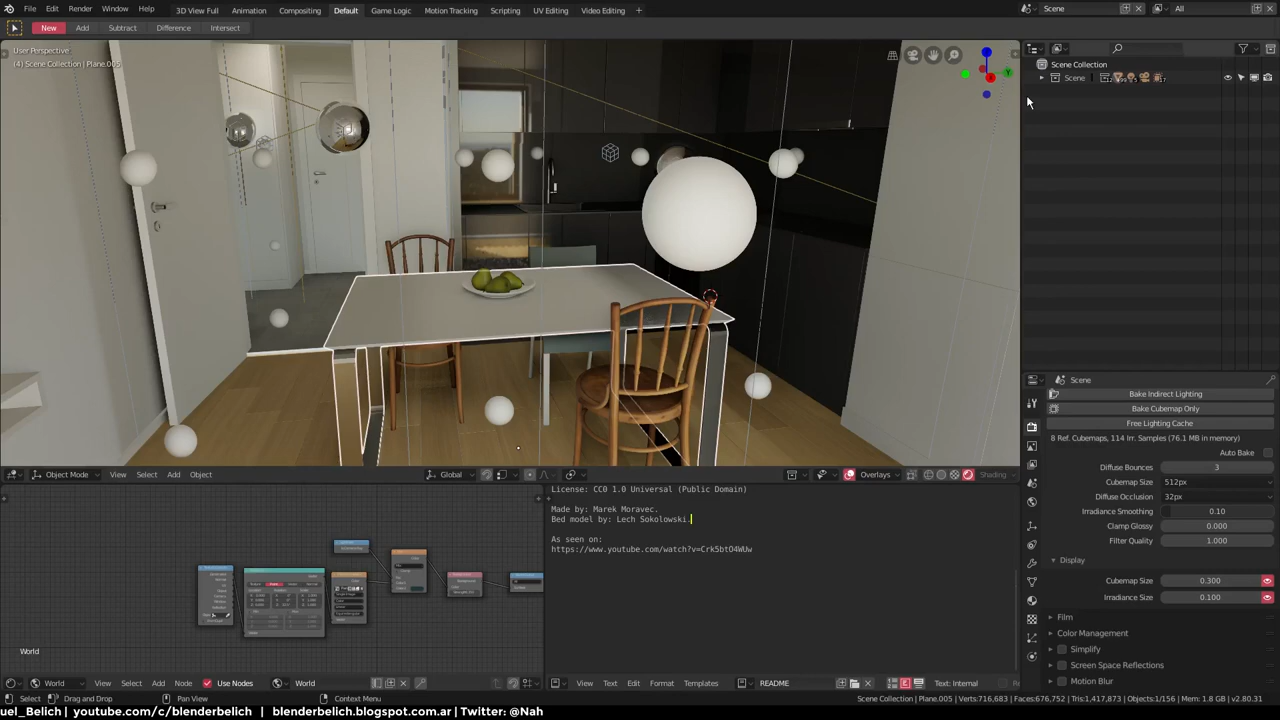 File Edit Render Window Help
3D View Full Animation Compositing Default Game Logic Motion Tracking Scripting UV Editing Video Editing +
Scene
All
New Add Subtract Difference Intersect
User Perspective
(4) Scene Collection | Plane.005
Scene Collection
Scene
Scene
Bake Indirect Lighting
Bake Cubemap Only
Free Lighting Cache
8 Ref. Cubemaps, 114 Irr. Samples (76.1 MB in memory)
Auto Bake
Diffuse Bounces 3
Cubemap Size 512px
Diffuse Occlusion 32px
Irradiance Smoothing 0.10
Clamp Glossy 0.000
Filter Quality 1.000
Display
Cubemap Size 0.300
Irradiance Size 0.100
Film
Color Management
Simplify
Screen Space Reflections
Motion Blur
Object Mode View Select Add Object
Global
Overlays
Shading
License: CC0 1.0 Universal (Public Domain)
Made by: Marek Moravec.
Bed model by: Lech Sokolowski.
As seen on:
https://www.youtube.com/watch?v=Crk5btO4WUw
World
World View Select Add Node Use Nodes World
View Text Edit Format Templates README Text: Internal
Select Drag and Drop Pan View Context Menu
Scene Collection | Plane.005 | Verts:716,683 | Faces:676,752 | Tris:1,417,873 | Objects:1/156 | Mem: 1.8 GB | v2.80.31
uel_Belich | youtube.com/c/blenderbelich | blenderbelich.blogspot.com.ar | Twitter: @Nah